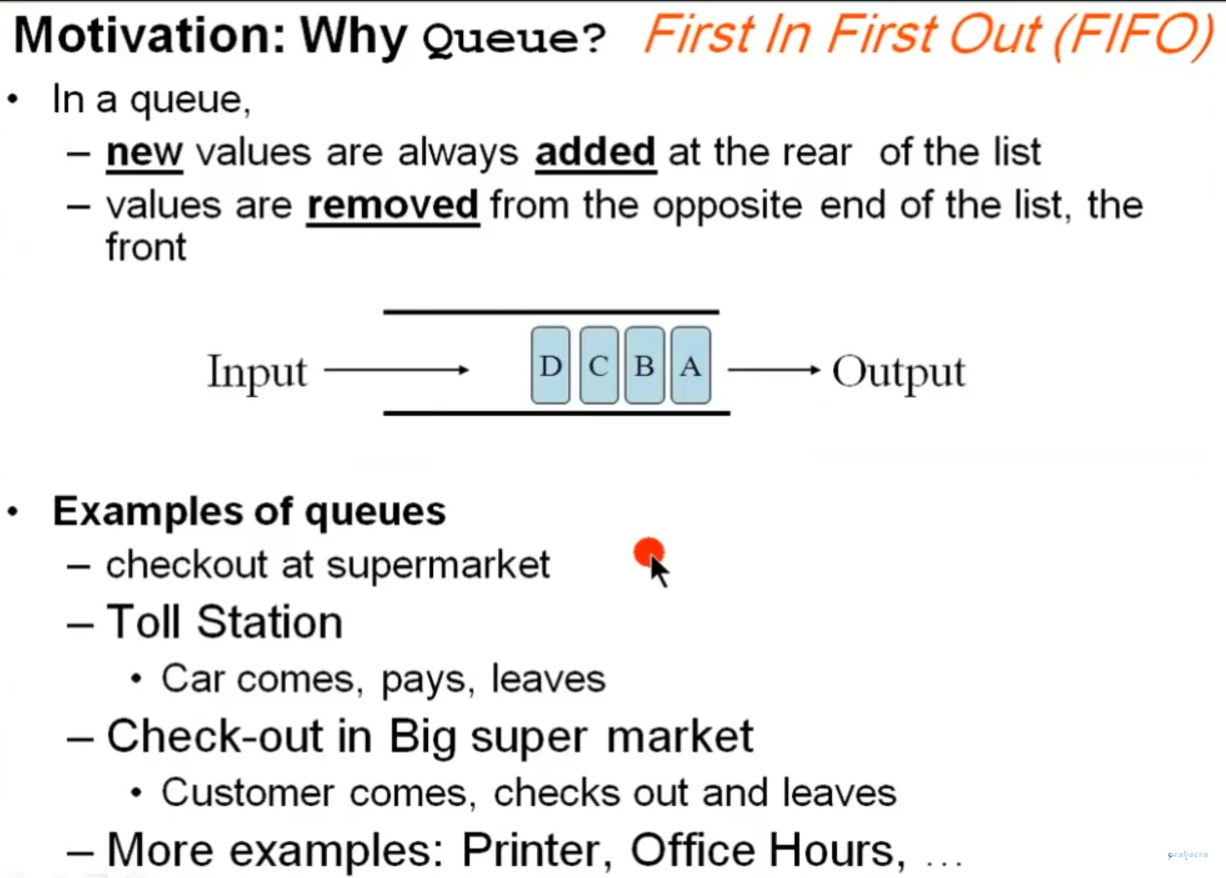 Motivation: Why Queue? First In First Out (FIFO)
• In a queue,
– new values are always added at the rear of the list
– values are removed from the opposite end of the list, the
front
Input D C B A Output
• Examples of queues
– checkout at supermarket
– Toll Station
• Car comes, pays, leaves
– Check-out in Big super market
• Customer comes, checks out and leaves
– More examples: Printer, Office Hours, ...